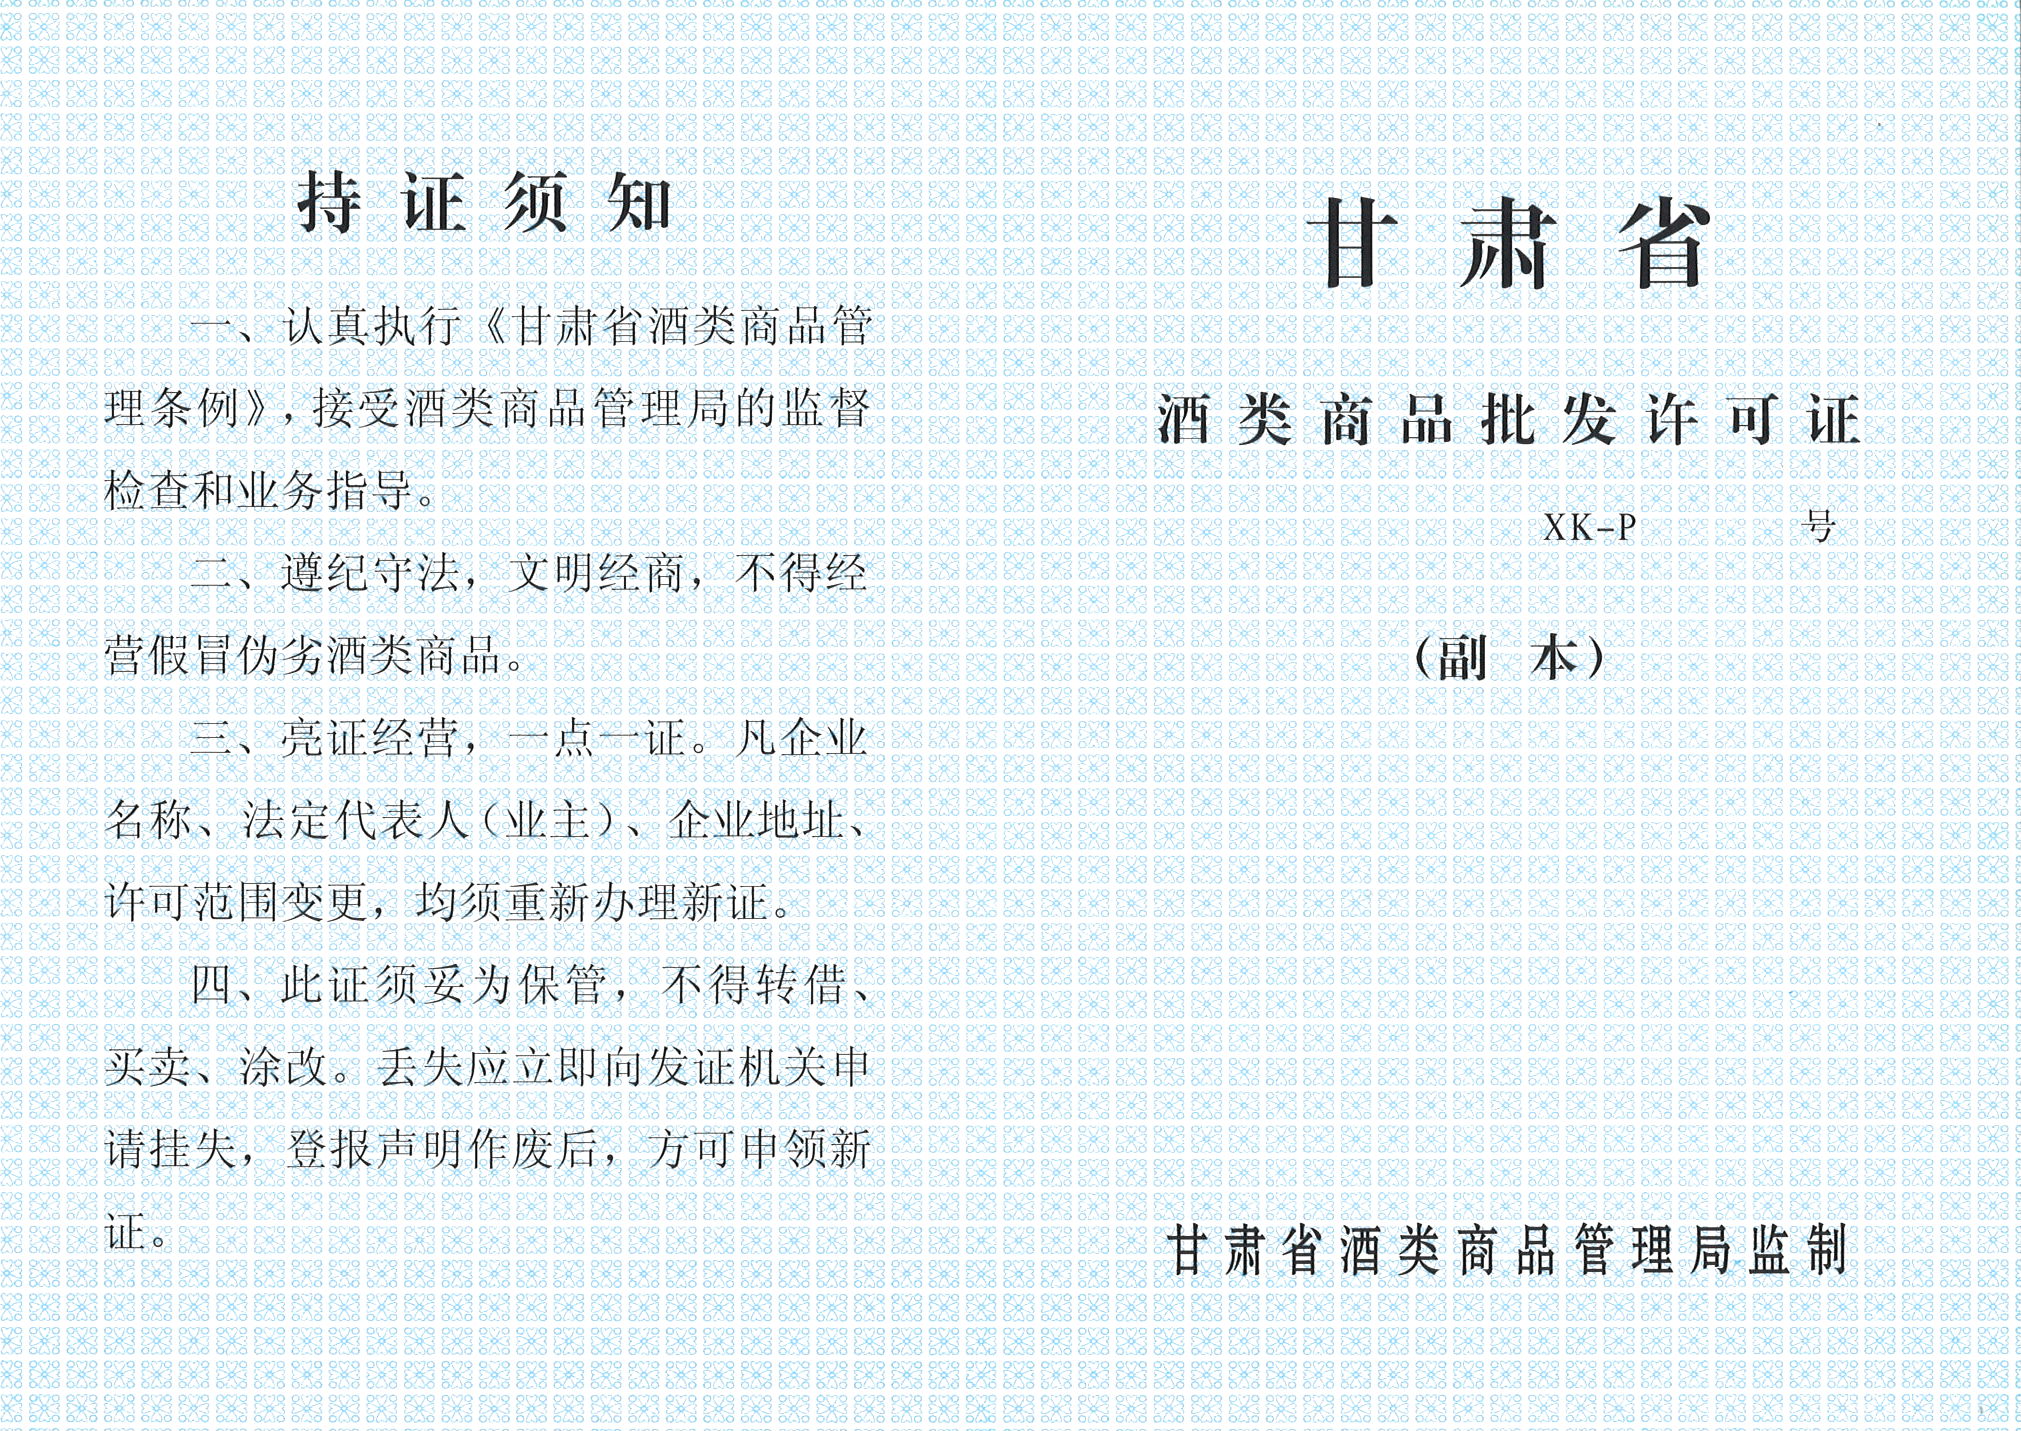 持证须知
一、认真执行《甘肃省酒类商品管
理条例》，接受酒类商品管理局的监督
检查和业务指导。
二、遵纪守法，文明经商，不得经
营假冒伪劣酒类商品。
三、亮证经营，一点一证。凡企业
名称、法定代表人（业主）、企业地址、
许可范围变更，均须重新办理新证。
四、此证须妥为保管，不得转借、
买卖、涂改。丢失应立即向发证机关申
请挂失，登报声明作废后，方可申领新
证。
甘肃省
酒类商品批发许可证
XK-P 号
（副 本）
甘肃省酒类商品管理局监制